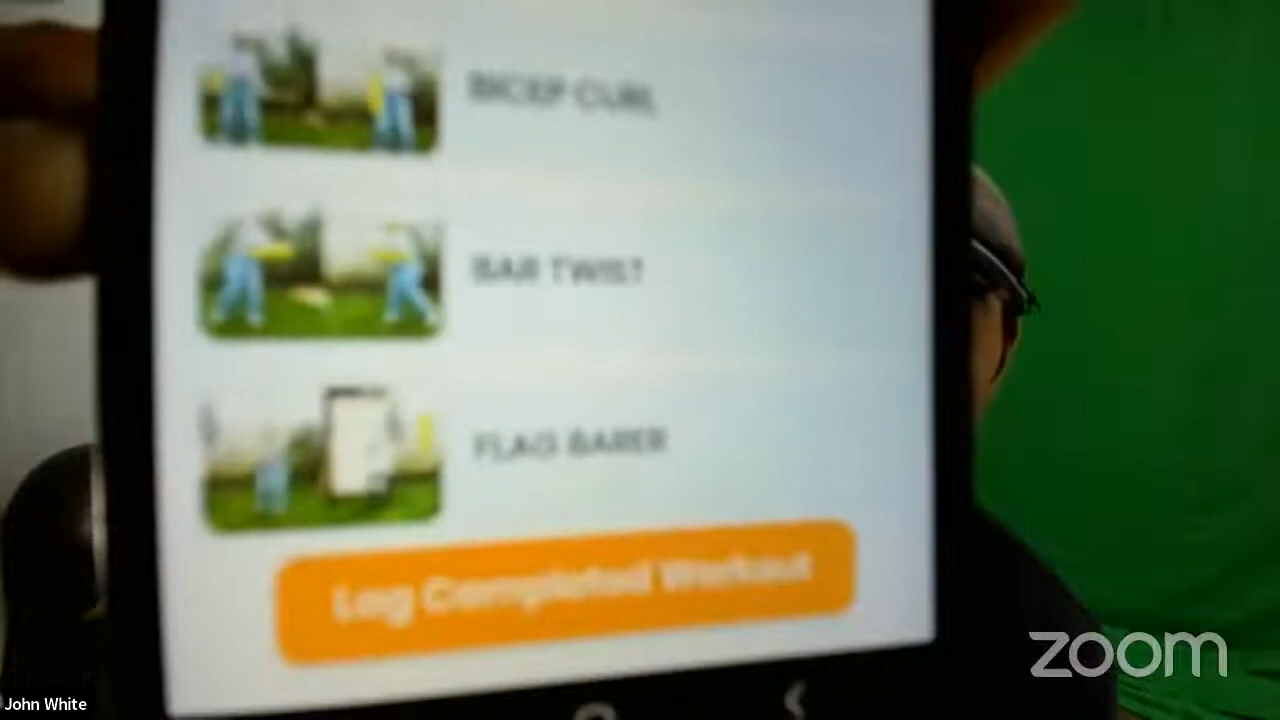 BICEP CURL
BAR TWIST
FLAG BARER
Log Completed Workout
zoom
John White